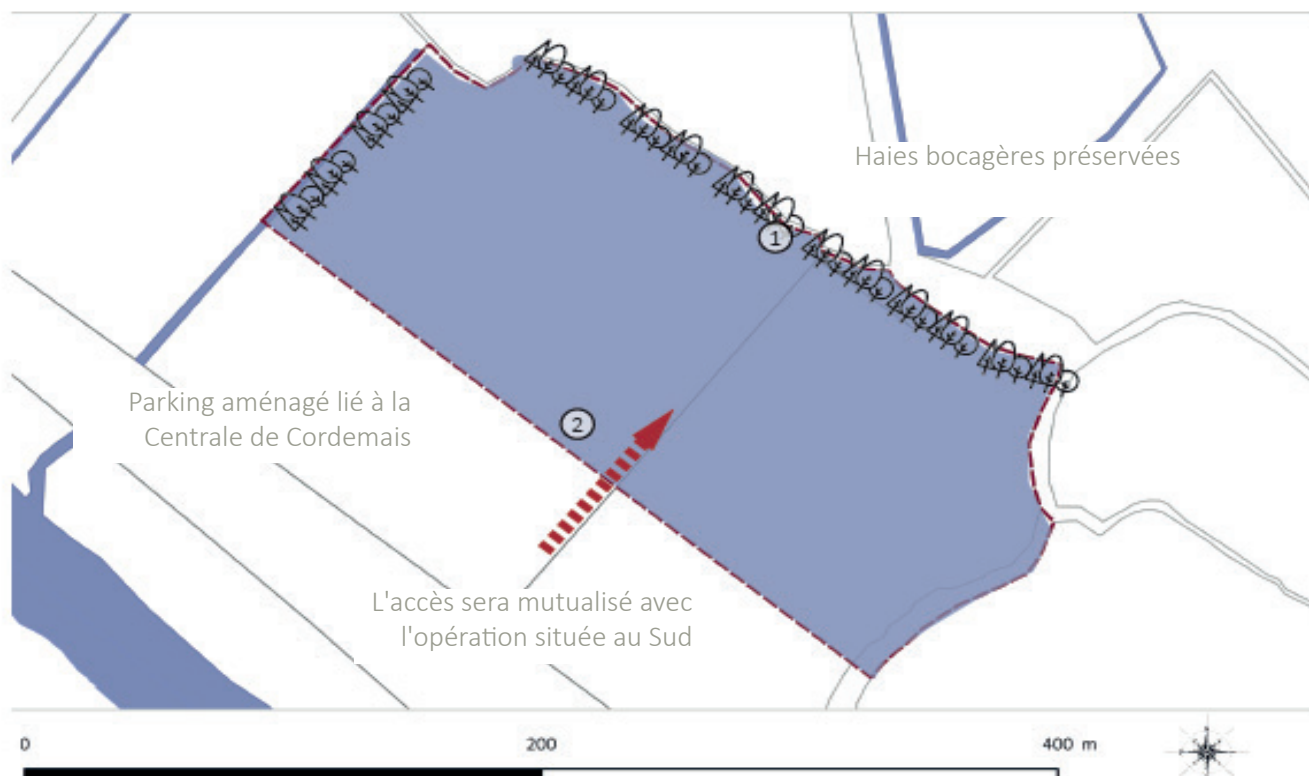 Haies bocagères préservées
1
Parking aménagé lié à la
Centrale de Cordemais
2
L'accès sera mutualisé avec
l'opération située au Sud
0 200 400 m